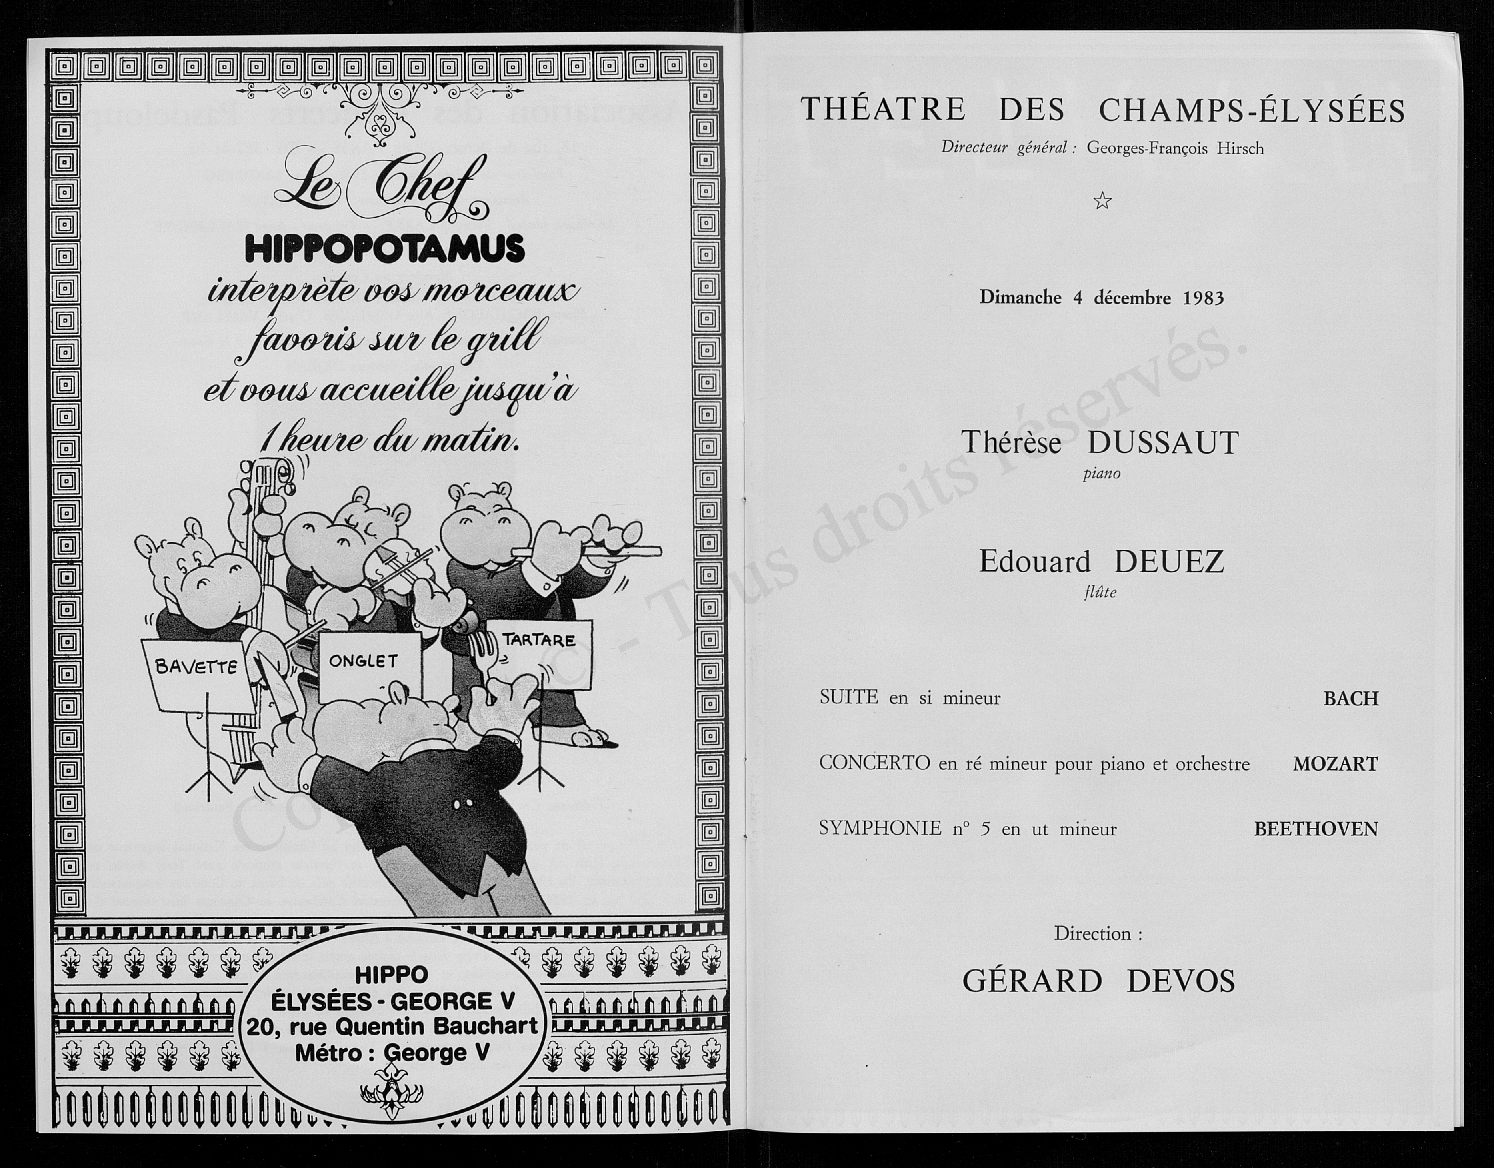 Le Chef
HIPPOPOTAMUS
interprète vos morceaux
favoris sur le grill
et vous accueille jusqu'à
1 heure du matin.
BAVETTE
ONGLET
TARTARE
HIPPO
ÉLYSÉES - GEORGE V
20, rue Quentin Bauchart
Métro : George V
THÉATRE DES CHAMPS-ÉLYSÉES
Directeur général : Georges-François Hirsch
Dimanche 4 décembre 1983
Thérèse DUSSAUT
piano
Edouard DEUEZ
flûte
SUITE en si mineur BACH
CONCERTO en ré mineur pour piano et orchestre MOZART
SYMPHONIE n° 5 en ut mineur BEETHOVEN
Direction :
GÉRARD DEVOS
© - Tous droits réservés.